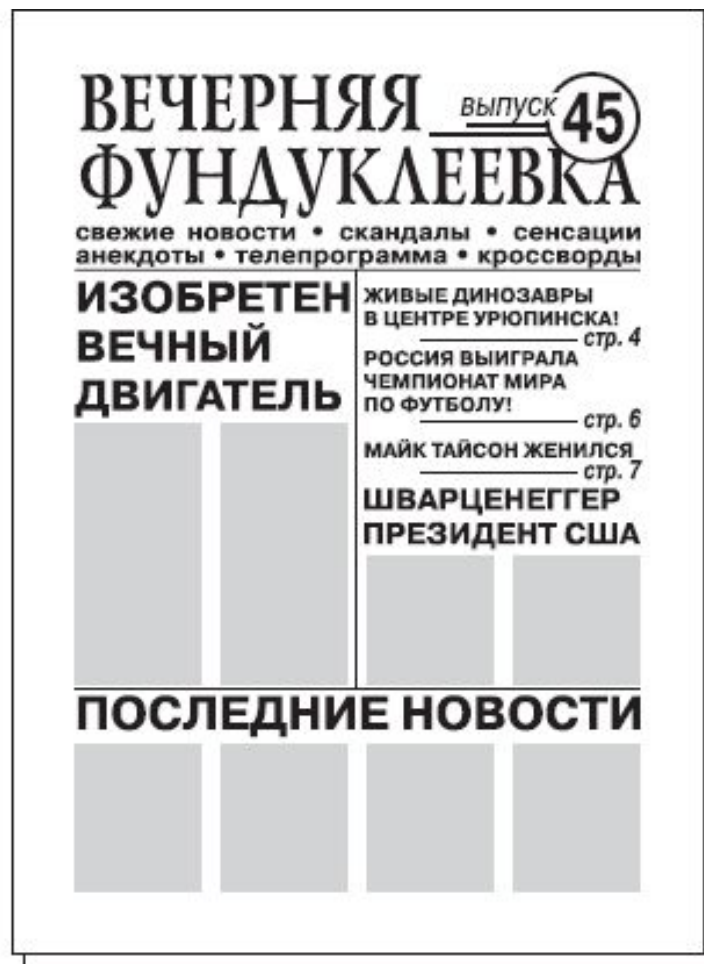 ВЕЧЕРНЯЯ
выпуск 45
ФУНДУКЛЕЕВКА
свежие новости • скандалы • сенсации
анекдоты • телепрограмма • кроссворды
ИЗОБРЕТЕН
ВЕЧНЫЙ
ДВИГАТЕЛЬ
ЖИВЫЕ ДИНОЗАВРЫ
В ЦЕНТРЕ УРЮПИНСКА!
стр. 4
РОССИЯ ВЫИГРАЛА
ЧЕМПИОНАТ МИРА
ПО ФУТБОЛУ!
стр. 6
МАЙК ТАЙСОН ЖЕНИЛСЯ
стр. 7
ШВАРЦЕНЕГГЕР
ПРЕЗИДЕНТ США
ПОСЛЕДНИЕ НОВОСТИ